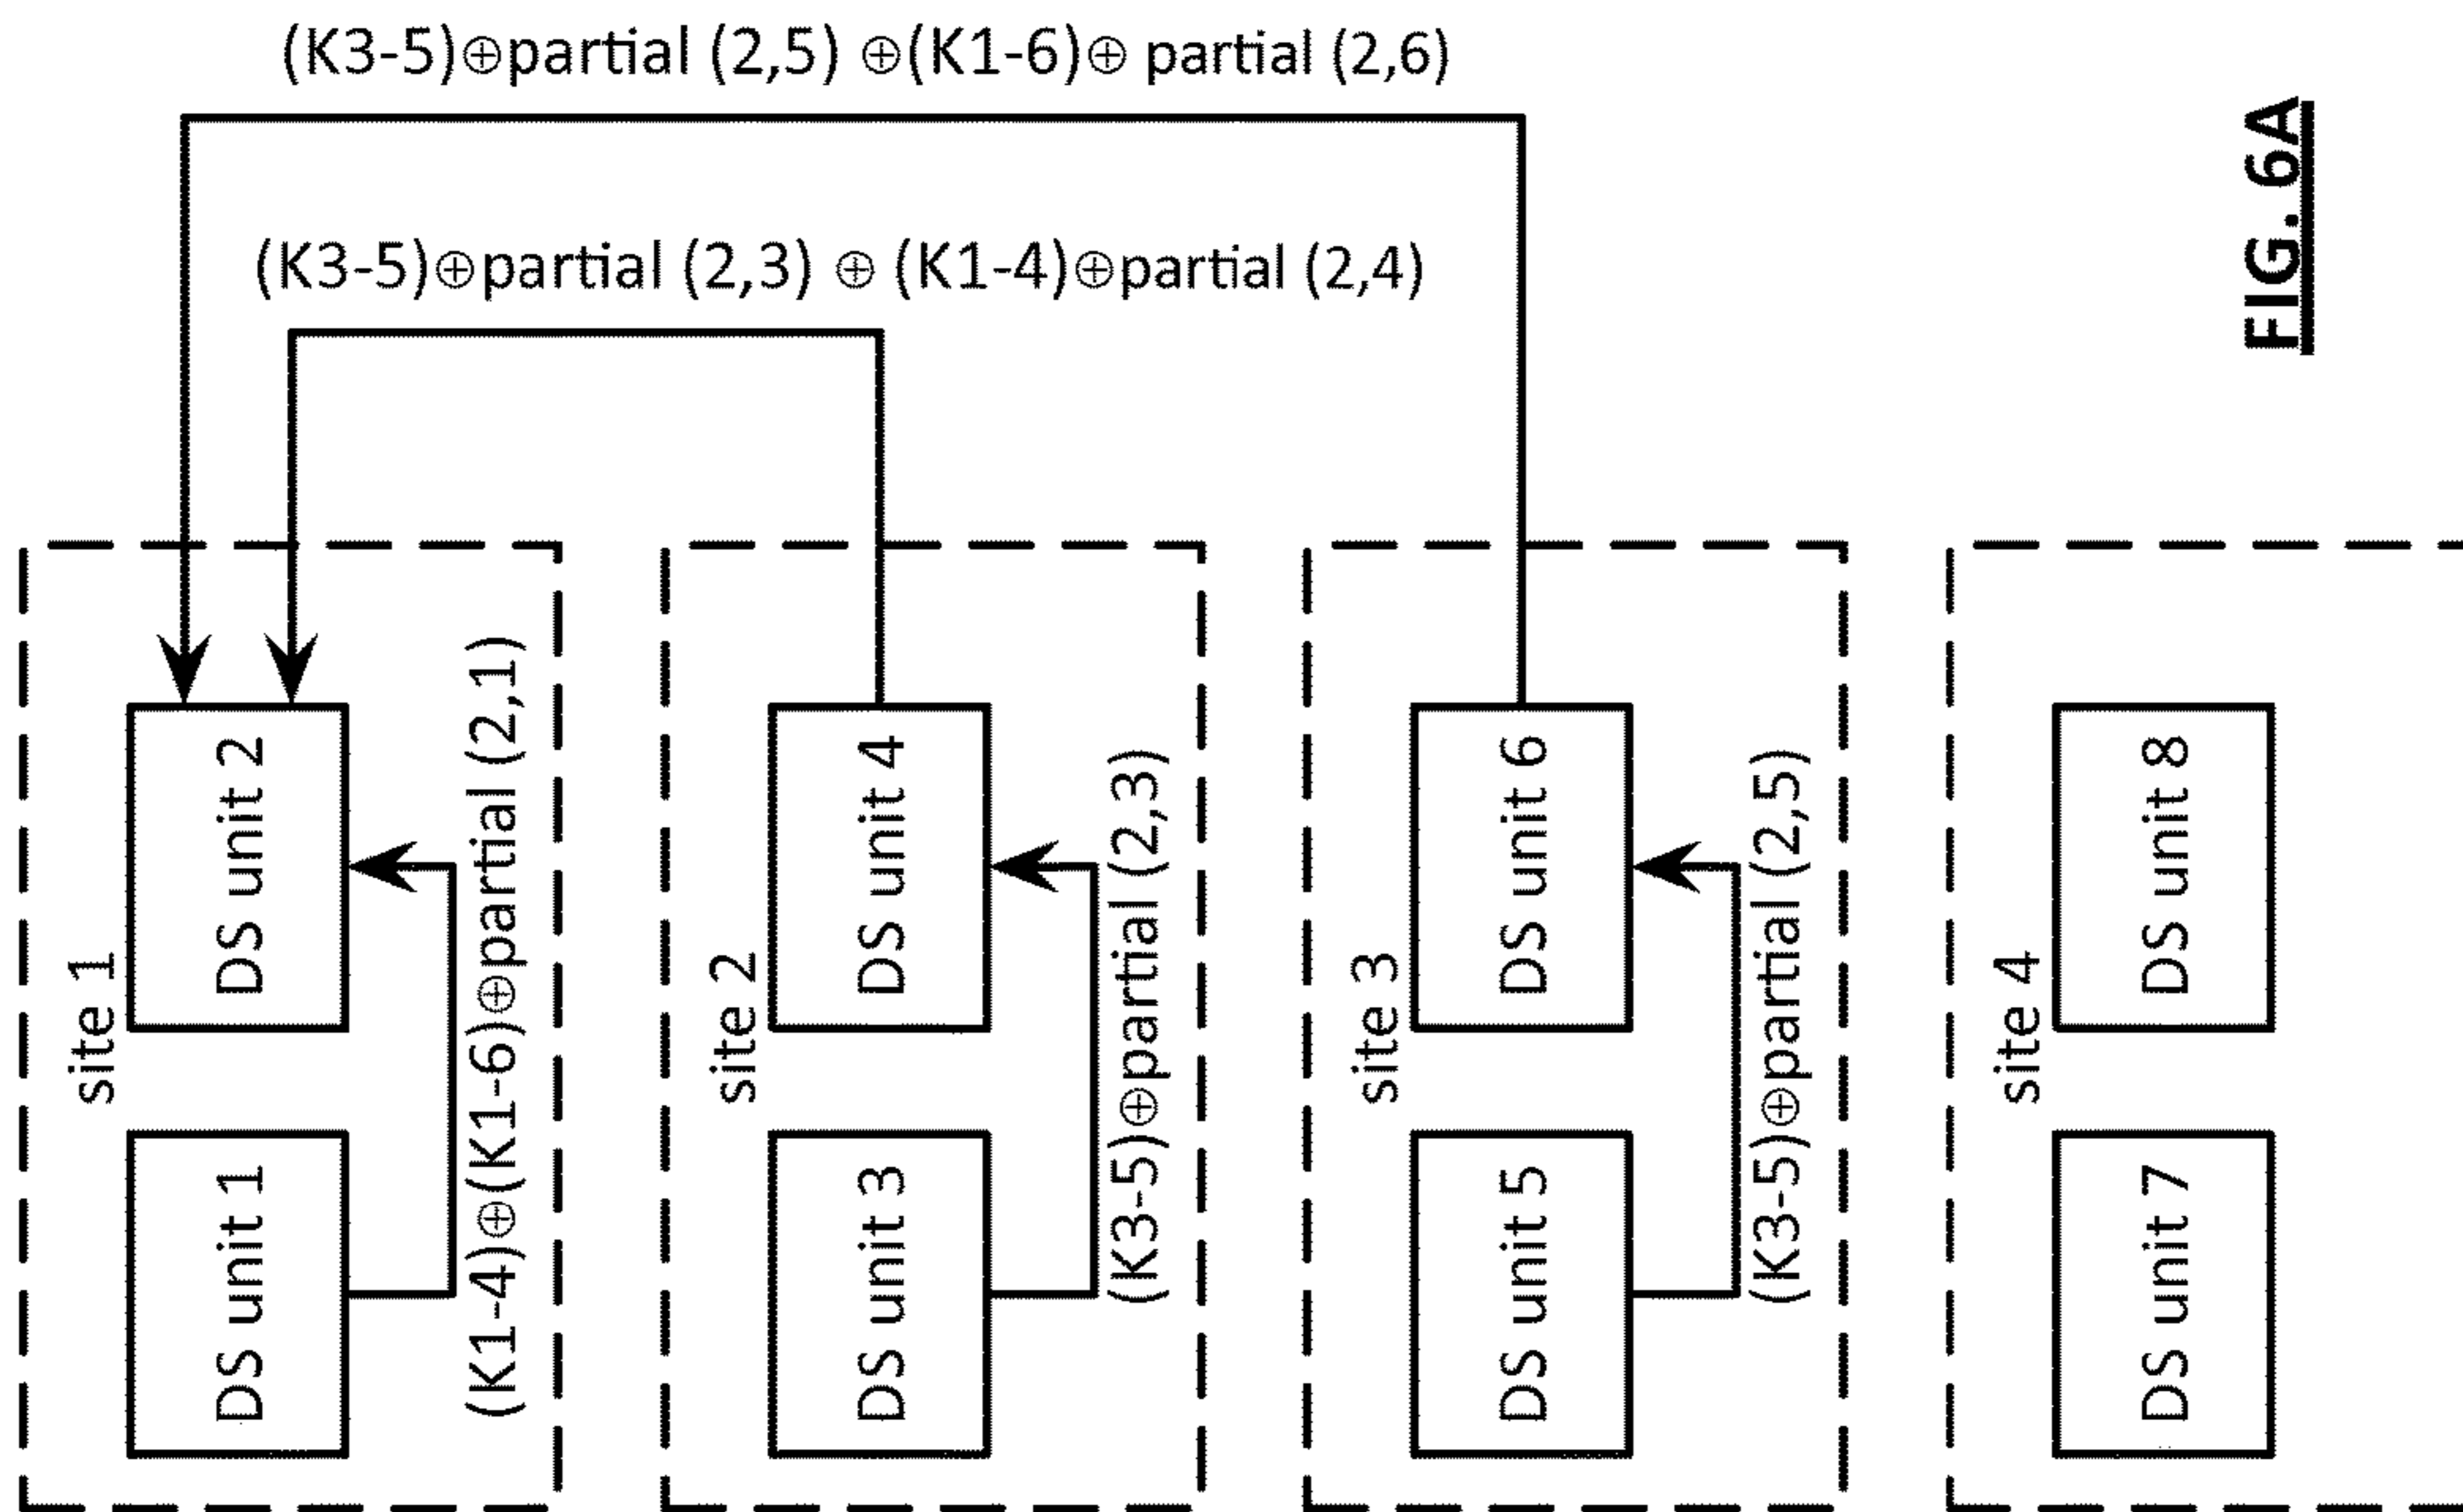 (K3-5)⊕partial (2,5) ⊕(K1-6)⊕ partial (2,6)
(K3-5)⊕partial (2,3) ⊕ (K1-4)⊕partial (2,4)
site 1
DS unit 1
DS unit 2
(K1-4)⊕(K1-6)⊕partial (2,1)
site 2
DS unit 3
DS unit 4
(K3-5)⊕partial (2,3)
site 3
DS unit 5
DS unit 6
(K3-5)⊕partial (2,5)
site 4
DS unit 7
DS unit 8
FIG. 6A